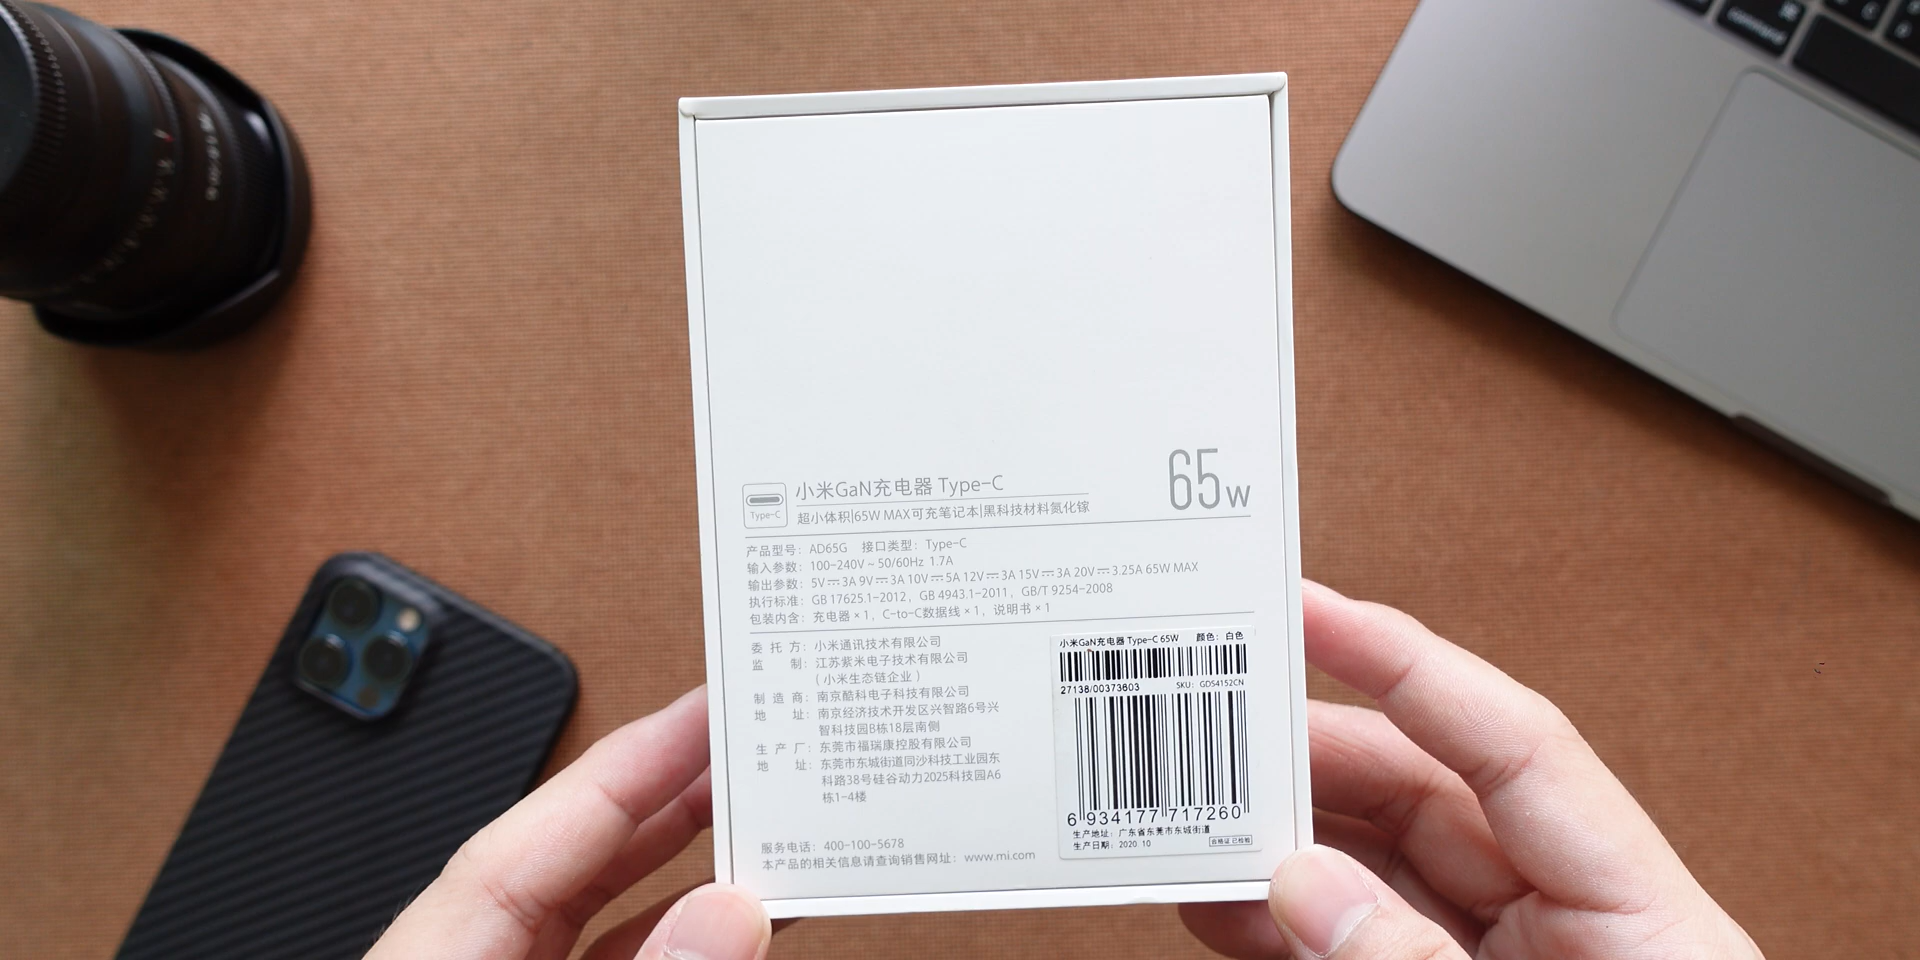 command
小米GaN充电器 Type-C
65W
Type-C
超小体积|65W MAX可充笔记本|黑科技材料氮化镓
产品型号：AD65G 接口类型：Type-C
输入参数：100-240V ~ 50/60Hz 1.7A
输出参数：5V⎓3A 9V⎓3A 10V⎓5A 12V⎓3A 15V⎓3A 20V⎓3.25A 65W MAX
执行标准：GB 17625.1-2012，GB 4943.1-2011，GB/T 9254-2008
包装内含：充电器×1，C-to-C数据线×1，说明书×1
委托方：小米通讯技术有限公司
监制：江苏紫米电子技术有限公司
（小米生态链企业）
制造商：南京酷科电子科技有限公司
地址：南京经济技术开发区兴智路6号兴
智科技园B栋18层南侧
生产厂：东莞市福瑞康控股有限公司
地址：东莞市东城街道同沙科技工业园东
科路38号硅谷动力2025科技园A6
栋1-4楼
服务电话：400-100-5678
本产品的相关信息请查询销售网址：www.mi.com
小米GaN充电器 Type-C 65W 颜色：白色
27138/00373603 SKU：GDS4152CN
6 934177 717260
生产地址：广东省东莞市东城街道
生产日期：2020.10
合格证 已检验